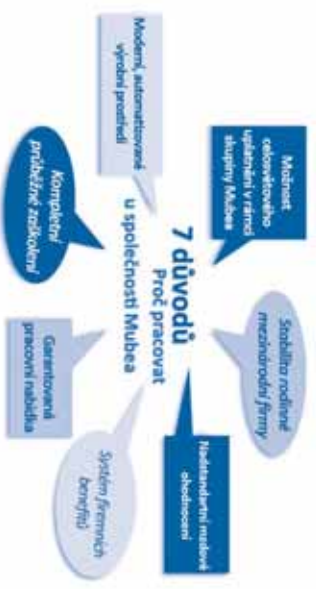 7 důvodů
Proč pracovat
u společnosti Mubea
Možnost
celosvětového
uplatnění v rámci
skupiny Mubea
Stabilita rodinné
mezinárodní firmy
Nadstandartní mzdové
ohodnocení
Moderní, automatizované
výrobní prostředí
Kompletní
průběžné zaškolení
Garantovaná
pracovní nabídka
Systém firemních
benefitů